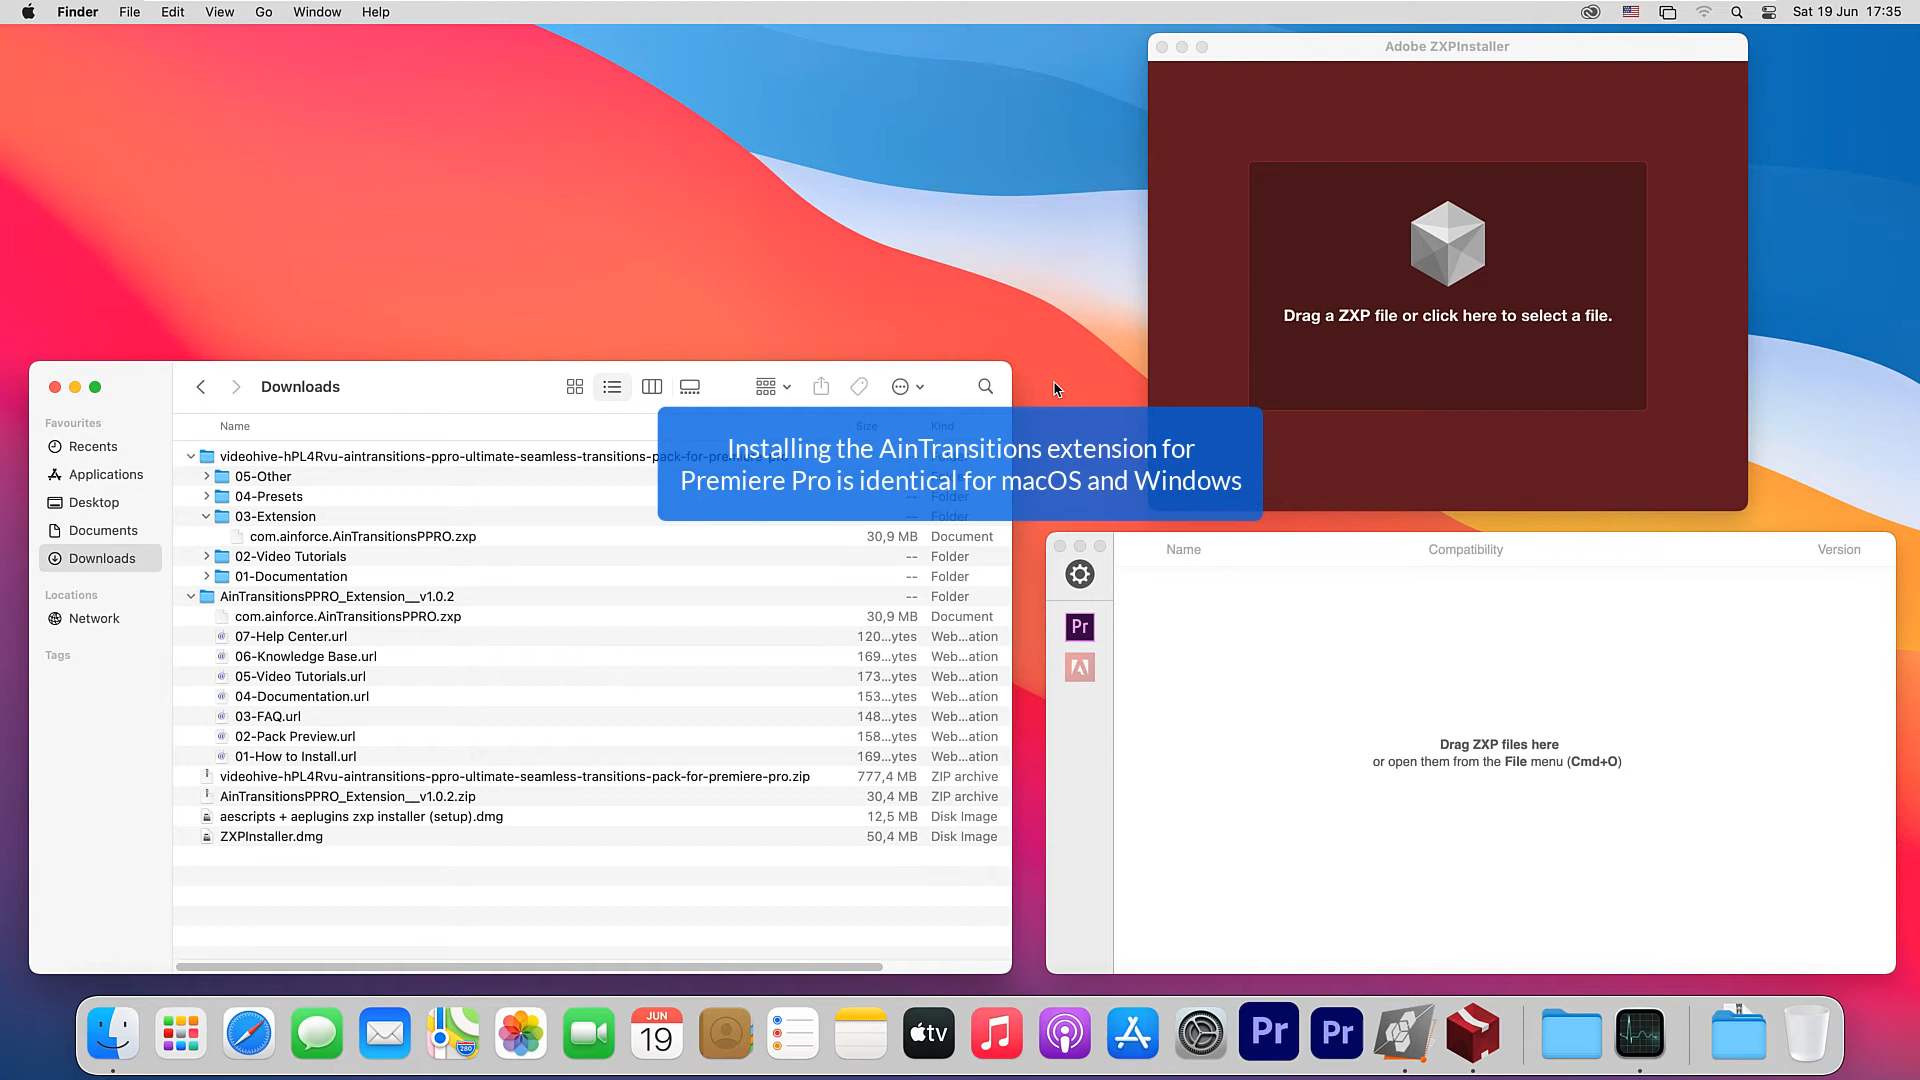 Finder File Edit View Go Window Help
Sat 19 Jun 17:35
Adobe ZXPInstaller
Drag a ZXP file or click here to select a file.
Downloads
Favourites
Recents
Applications
Desktop
Documents
Downloads
Locations
Network
Tags
Name Size Kind
videohive-hPL4Rvu-aintransitions-ppro-ultimate-seamless-transitions-pack-for-premiere-pro
05-Other -- Folder
04-Presets -- Folder
03-Extension -- Folder
com.ainforce.AinTransitionsPPRO.zxp 30,9 MB Document
02-Video Tutorials -- Folder
01-Documentation -- Folder
AinTransitionsPPRO_Extension__v1.0.2 -- Folder
com.ainforce.AinTransitionsPPRO.zxp 30,9 MB Document
07-Help Center.url 120...ytes Web...ation
06-Knowledge Base.url 169...ytes Web...ation
05-Video Tutorials.url 173...ytes Web...ation
04-Documentation.url 153...ytes Web...ation
03-FAQ.url 148...ytes Web...ation
02-Pack Preview.url 158...ytes Web...ation
01-How to Install.url 169...ytes Web...ation
videohive-hPL4Rvu-aintransitions-ppro-ultimate-seamless-transitions-pack-for-premiere-pro.zip 777,4 MB ZIP archive
AinTransitionsPPRO_Extension__v1.0.2.zip 30,4 MB ZIP archive
aescripts + aeplugins zxp installer (setup).dmg 12,5 MB Disk Image
ZXPInstaller.dmg 50,4 MB Disk Image
Installing the AinTransitions extension for
Premiere Pro is identical for macOS and Windows
Name Compatibility Version
Pr
Drag ZXP files here
or open them from the File menu (Cmd+O)
JUN
19
280
tv
Pr
Pr